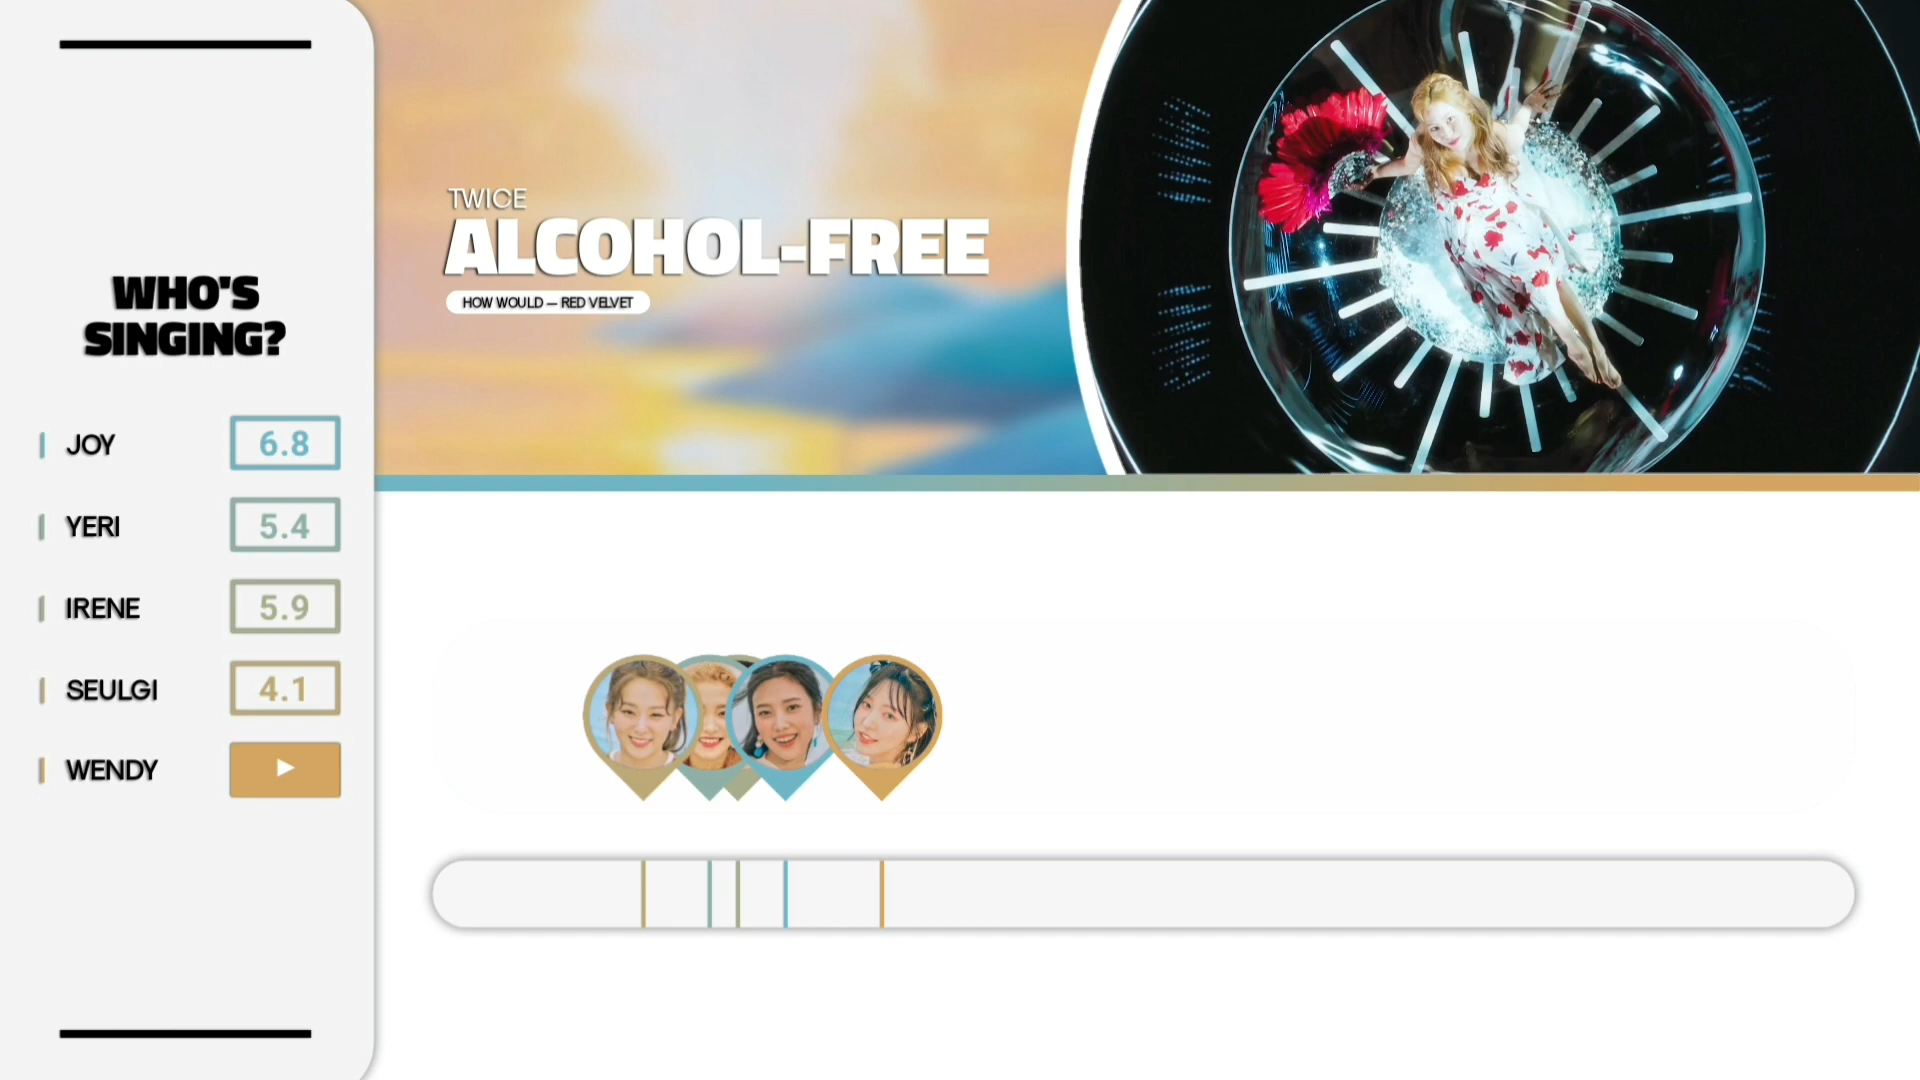 WHO'S
SINGING?
JOY 6.8
YERI 5.4
IRENE 5.9
SEULGI 4.1
WENDY
TWICE
ALCOHOL-FREE
HOW WOULD – RED VELVET